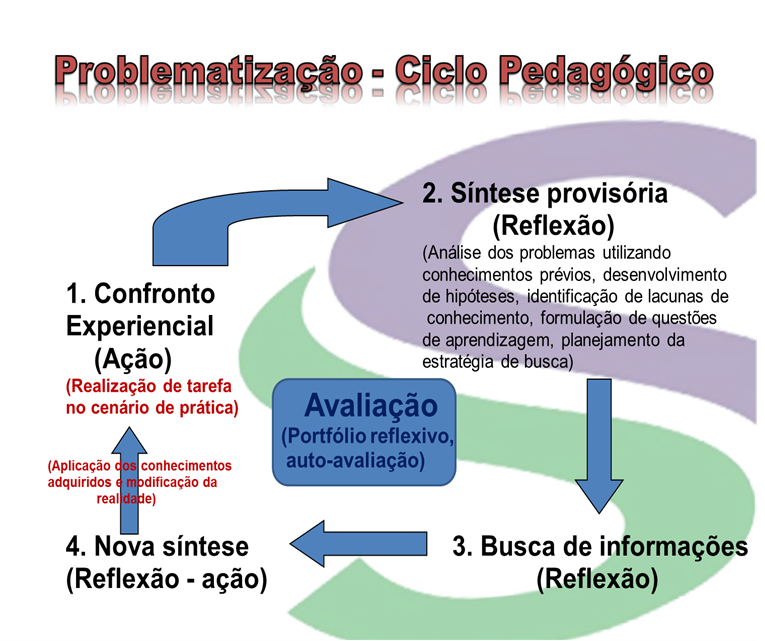 Problematização - Ciclo Pedagógico
2. Síntese provisória
(Reflexão)
(Análise dos problemas utilizando
conhecimentos prévios, desenvolvimento
de hipóteses, identificação de lacunas de
conhecimento, formulação de questões
de aprendizagem, planejamento da
estratégia de busca)
1. Confronto
Experiencial
(Ação)
(Realização de tarefa
no cenário de prática)
Avaliação
(Portfólio reflexivo,
auto-avaliação)
(Aplicação dos conhecimentos
adquiridos e modificação da
realidade)
4. Nova síntese
(Reflexão - ação)
3. Busca de informações
(Reflexão)